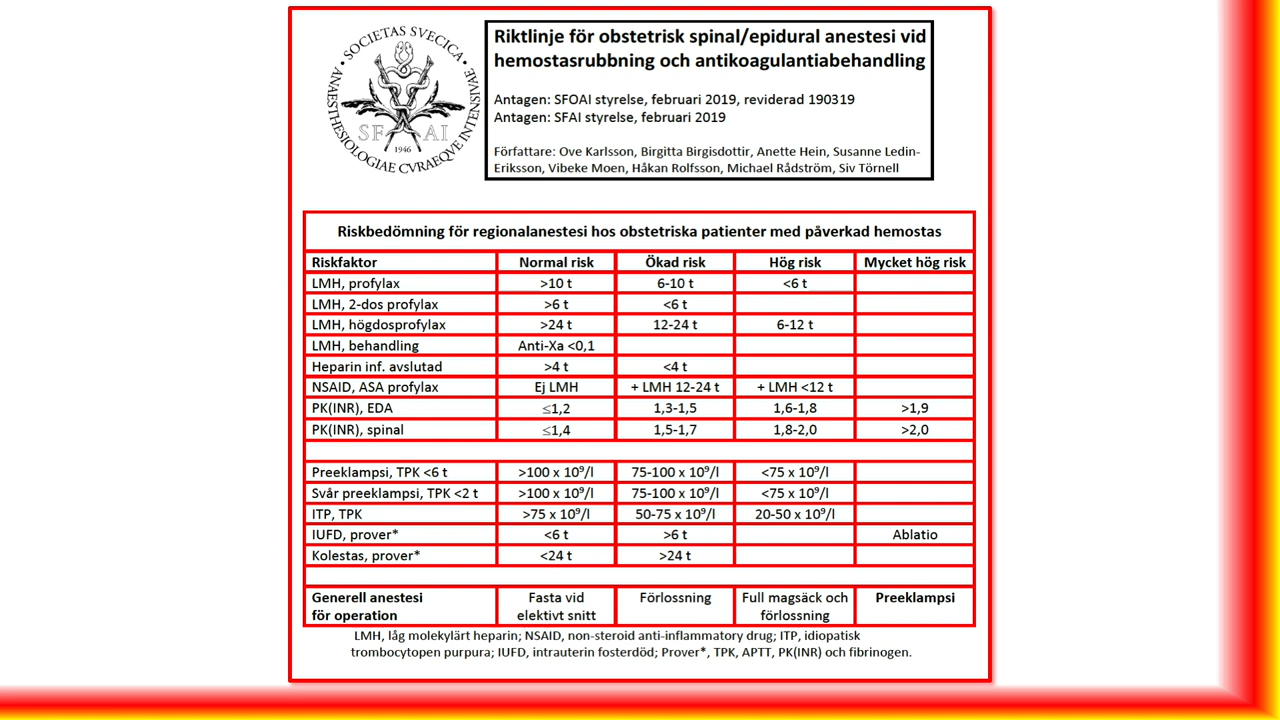 SOCIETAS SVECICA
ANAESTHESIOLOGIAE CVRAEQVE INTENSIVAE
SF AI
1946
Riktlinje för obstetrisk spinal/epidural anestesi vid
hemostasrubbning och antikoagulantiabehandling
Antagen: SFOAI styrelse, februari 2019, reviderad 190319
Antagen: SFAI styrelse, februari 2019
Författare: Ove Karlsson, Birgitta Birgisdottir, Anette Hein, Susanne Ledin-
Eriksson, Vibeke Moen, Håkan Rolfsson, Michael Rådström, Siv Törnell
Riskbedömning för regionalanestesi hos obstetriska patienter med påverkad hemostas
Riskfaktor Normal risk Ökad risk Hög risk Mycket hög risk
LMH, profylax >10 t 6-10 t <6 t
LMH, 2-dos profylax >6 t <6 t
LMH, högdosprofylax >24 t 12-24 t 6-12 t
LMH, behandling Anti-Xa <0,1
Heparin inf. avslutad >4 t <4 t
NSAID, ASA profylax Ej LMH + LMH 12-24 t + LMH <12 t
PK(INR), EDA ≤1,2 1,3-1,5 1,6-1,8 >1,9
PK(INR), spinal ≤1,4 1,5-1,7 1,8-2,0 >2,0
Preeklampsi, TPK <6 t >100 x 10⁹/l 75-100 x 10⁹/l <75 x 10⁹/l
Svår preeklampsi, TPK <2 t >100 x 10⁹/l 75-100 x 10⁹/l <75 x 10⁹/l
ITP, TPK >75 x 10⁹/l 50-75 x 10⁹/l 20-50 x 10⁹/l
IUFD, prover* <6 t >6 t Ablatio
Kolestas, prover* <24 t >24 t
Generell anestesi Fasta vid Förlossning Full magsäck och Preeklampsi
för operation elektivt snitt förlossning
LMH, låg molekylärt heparin; NSAID, non-steroid anti-inflammatory drug; ITP, idiopatisk
trombocytopen purpura; IUFD, intrauterin fosterdöd; Prover*, TPK, APTT, PK(INR) och fibrinogen.